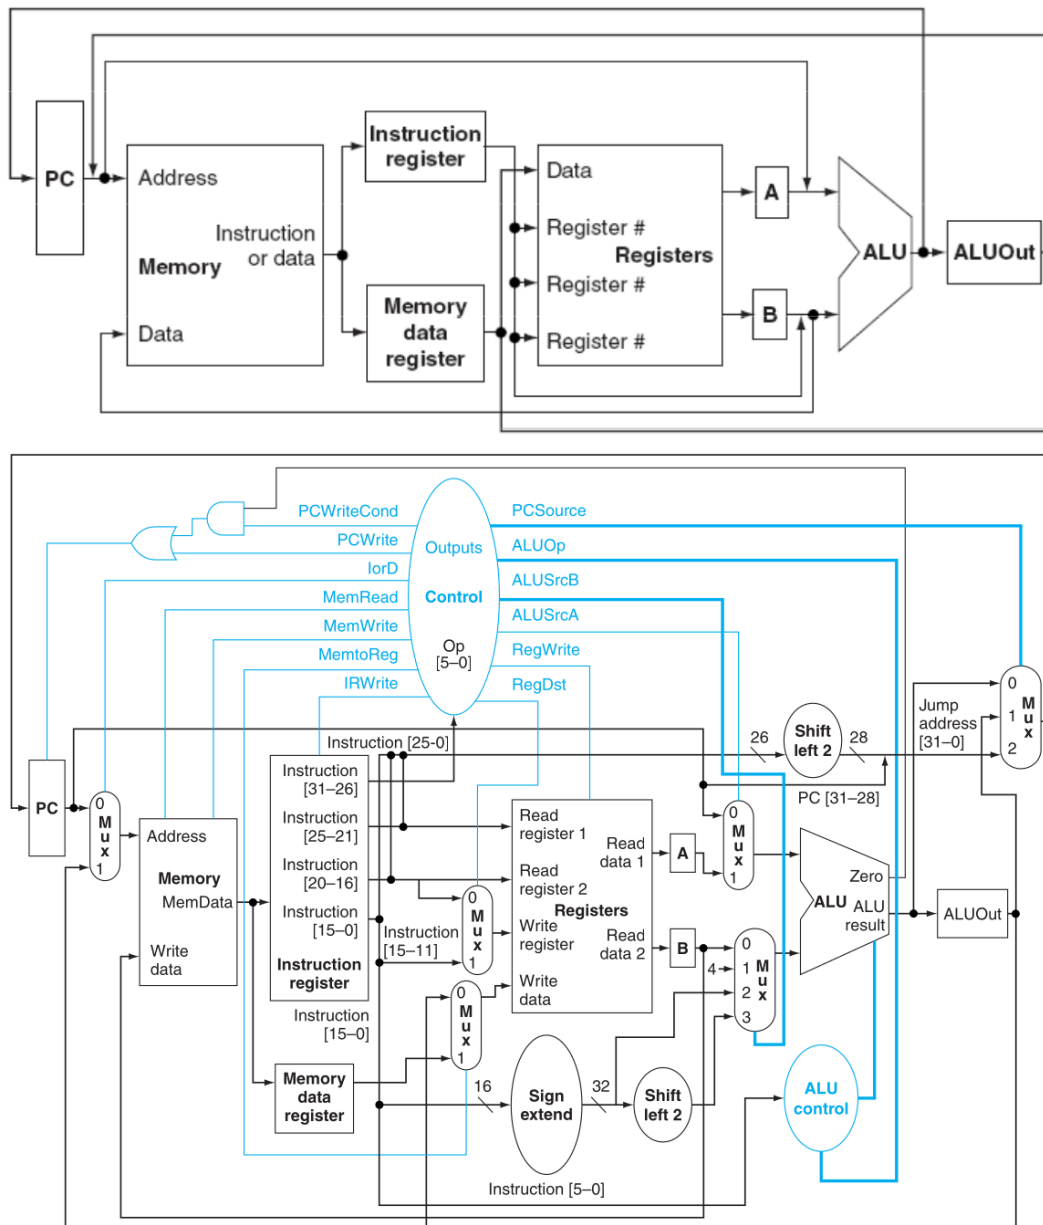 PC
Address
Instruction
or data
Memory
Data
Instruction
register
Memory
data
register
Data
Register #
Registers
Register #
Register #
A
B
ALU
ALUOut
PCWriteCond
PCWrite
IorD
MemRead
MemWrite
MemtoReg
IRWrite
Outputs
Control
Op
[5–0]
PCSource
ALUOp
ALUSrcB
ALUSrcA
RegWrite
RegDst
Instruction [25-0]
26
Shift
left 2
28
Jump
address
[31–0]
PC [31–28]
0
1
2
M
u
x
PC
0
M
u
x
1
Address
Memory
MemData
Write
data
Instruction
[31–26]
Instruction
[25–21]
Instruction
[20–16]
Instruction
[15–0]
Instruction
register
Instruction
[15–0]
Instruction
[15–11]
0
M
u
x
1
0
M
u
x
1
Memory
data
register
Read
register 1
Read
register 2
Registers
Write
register
Write
data
Read
data 1
Read
data 2
A
B
0
M
u
x
1
4
0
1
2
3
M
u
x
Zero
ALU
ALU
result
ALUOut
16
Sign
extend
32
Shift
left 2
ALU
control
Instruction [5–0]